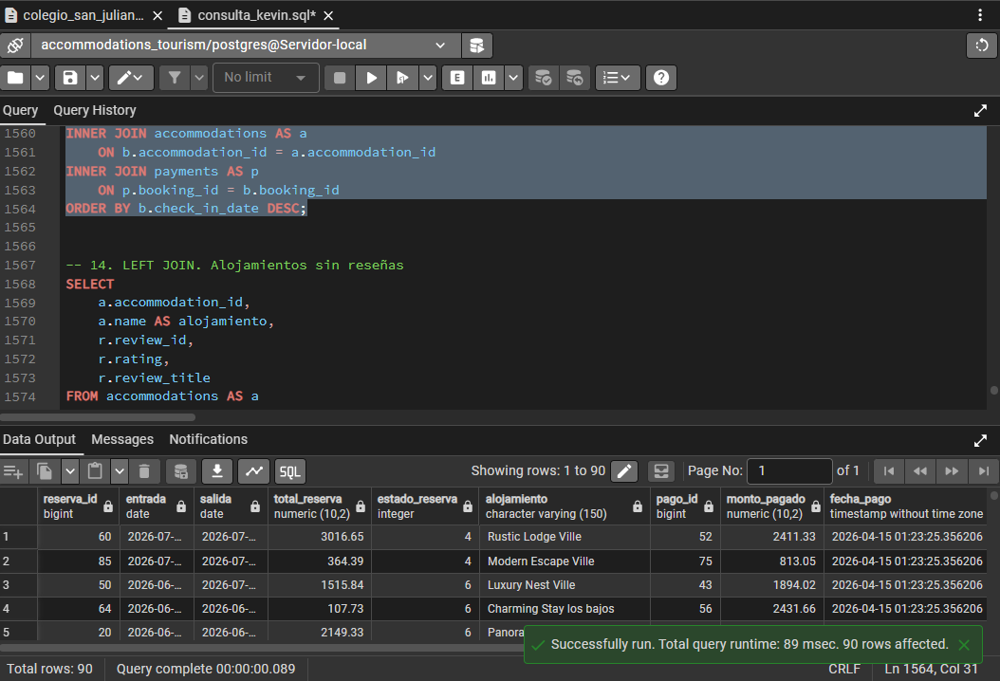 colegio_san_julian...
consulta_kevin.sql*
accommodations_tourism/postgres@Servidor-local
No limit
E
Query
Query History
1560 INNER JOIN accommodations AS a
1561 ON b.accommodation_id = a.accommodation_id
1562 INNER JOIN payments AS p
1563 ON p.booking_id = b.booking_id
1564 ORDER BY b.check_in_date DESC;
1565
1566
1567 -- 14. LEFT JOIN. Alojamientos sin reseñas
1568 SELECT
1569 a.accommodation_id,
1570 a.name AS alojamiento,
1571 r.review_id,
1572 r.rating,
1573 r.review_title
1574 FROM accommodations AS a
Data Output
Messages
Notifications
SQL
Showing rows: 1 to 90
Page No:
1
of 1
reserva_id entrada salida total_reserva estado_reserva alojamiento pago_id monto_pagado fecha_pago
bigint date date numeric (10,2) integer character varying (150) bigint numeric (10,2) timestamp without time zone
1 60 2026-07-... 2026-07-... 3016.65 4 Rustic Lodge Ville 52 2411.33 2026-04-15 01:23:25.356206
2 85 2026-07-... 2026-07-... 364.39 4 Modern Escape Ville 75 813.05 2026-04-15 01:23:25.356206
3 50 2026-06-... 2026-06-... 1515.84 6 Luxury Nest Ville 43 1894.02 2026-04-15 01:23:25.356206
4 64 2026-06-... 2026-06-... 107.73 6 Charming Stay los bajos 56 2431.66 2026-04-15 01:23:25.356206
5 20 2026-06-... 2026-06-... 2149.33 6 Panora
Successfully run. Total query runtime: 89 msec. 90 rows affected.
Total rows: 90
Query complete 00:00:00.089
CRLF
Ln 1564, Col 31